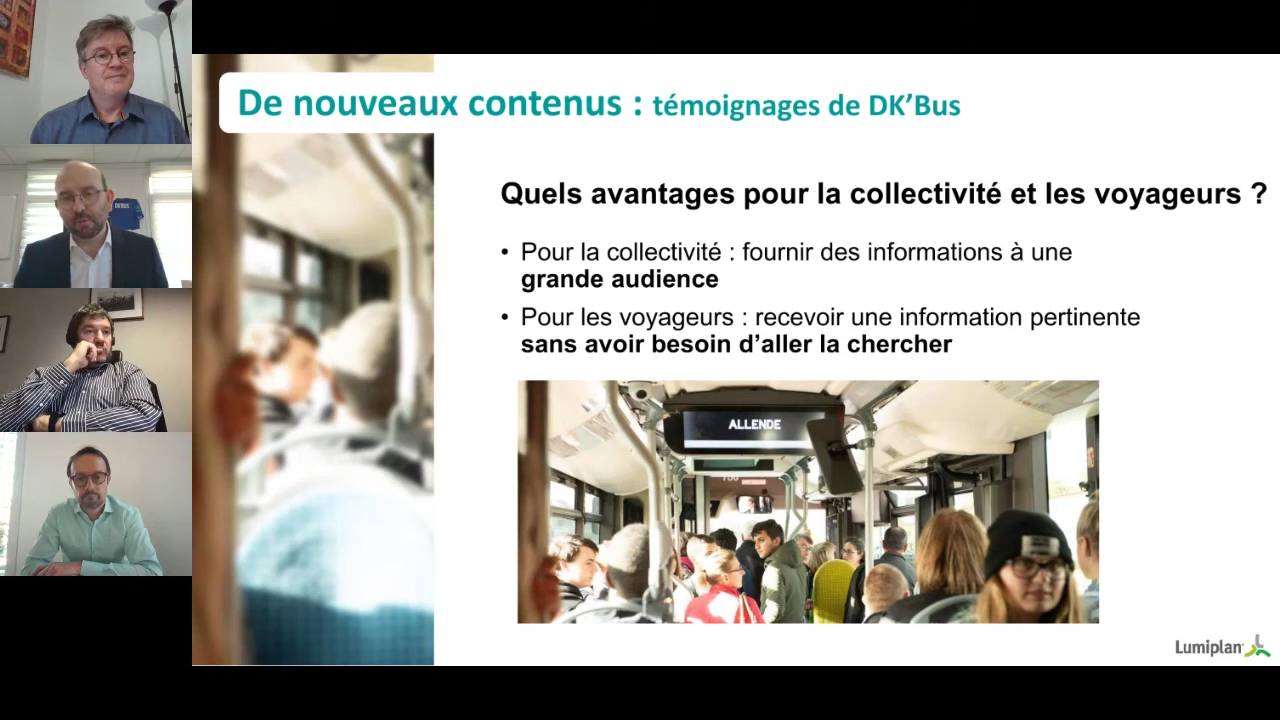 De nouveaux contenus : témoignages de DK'Bus
Quels avantages pour la collectivité et les voyageurs ?
• Pour la collectivité : fournir des informations à une
grande audience
• Pour les voyageurs : recevoir une information pertinente
sans avoir besoin d'aller la chercher
ALLENDE
Lumiplan